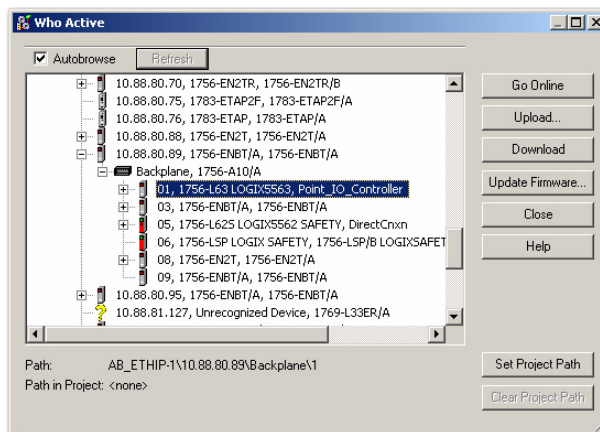 Who Active
Autobrowse
Refresh
10.88.80.70, 1756-EN2TR, 1756-EN2TR/B
10.88.80.75, 1783-ETAP2F, 1783-ETAP2F/A
10.88.80.76, 1783-ETAP, 1783-ETAP/A
10.88.80.88, 1756-EN2T, 1756-EN2T/A
10.88.80.89, 1756-ENBT/A, 1756-ENBT/A
Backplane, 1756-A10/A
01, 1756-L63 LOGIX5563, Point_IO_Controller
03, 1756-ENBT/A, 1756-ENBT/A
05, 1756-L62S LOGIX5562 SAFETY, DirectCnxn
06, 1756-LSP LOGIX SAFETY, 1756-LSP/B LOGIXSAFET
08, 1756-EN2T, 1756-EN2T/A
09, 1756-ENBT/A, 1756-ENBT/A
10.88.80.95, 1756-ENBT/A, 1756-ENBT/A
10.88.81.127, Unrecognized Device, 1769-L33ER/A
Go Online
Upload...
Download
Update Firmware...
Close
Help
Path: AB_ETHIP-1\10.88.80.89\Backplane\1
Path in Project: <none>
Set Project Path
Clear Project Path